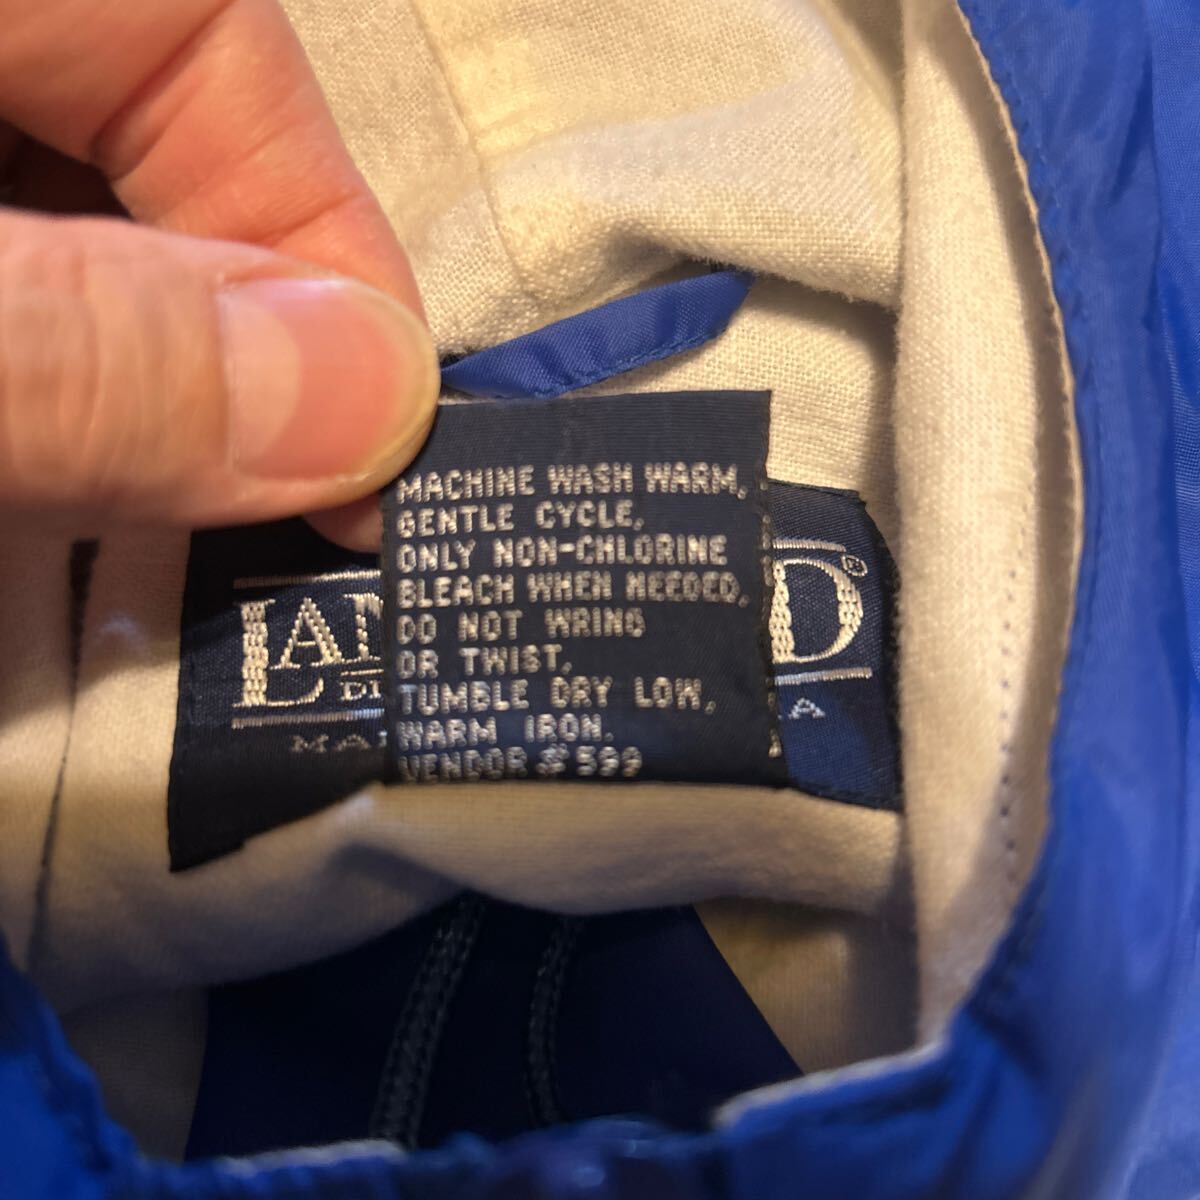 MACHINE WASH WARM,
GENTLE CYCLE,
ONLY NON-CHLORINE
BLEACH WHEN NEEDED,
DO NOT WRING
OR TWIST,
TUMBLE DRY LOW,
WARM IRON.
VENDOR #599